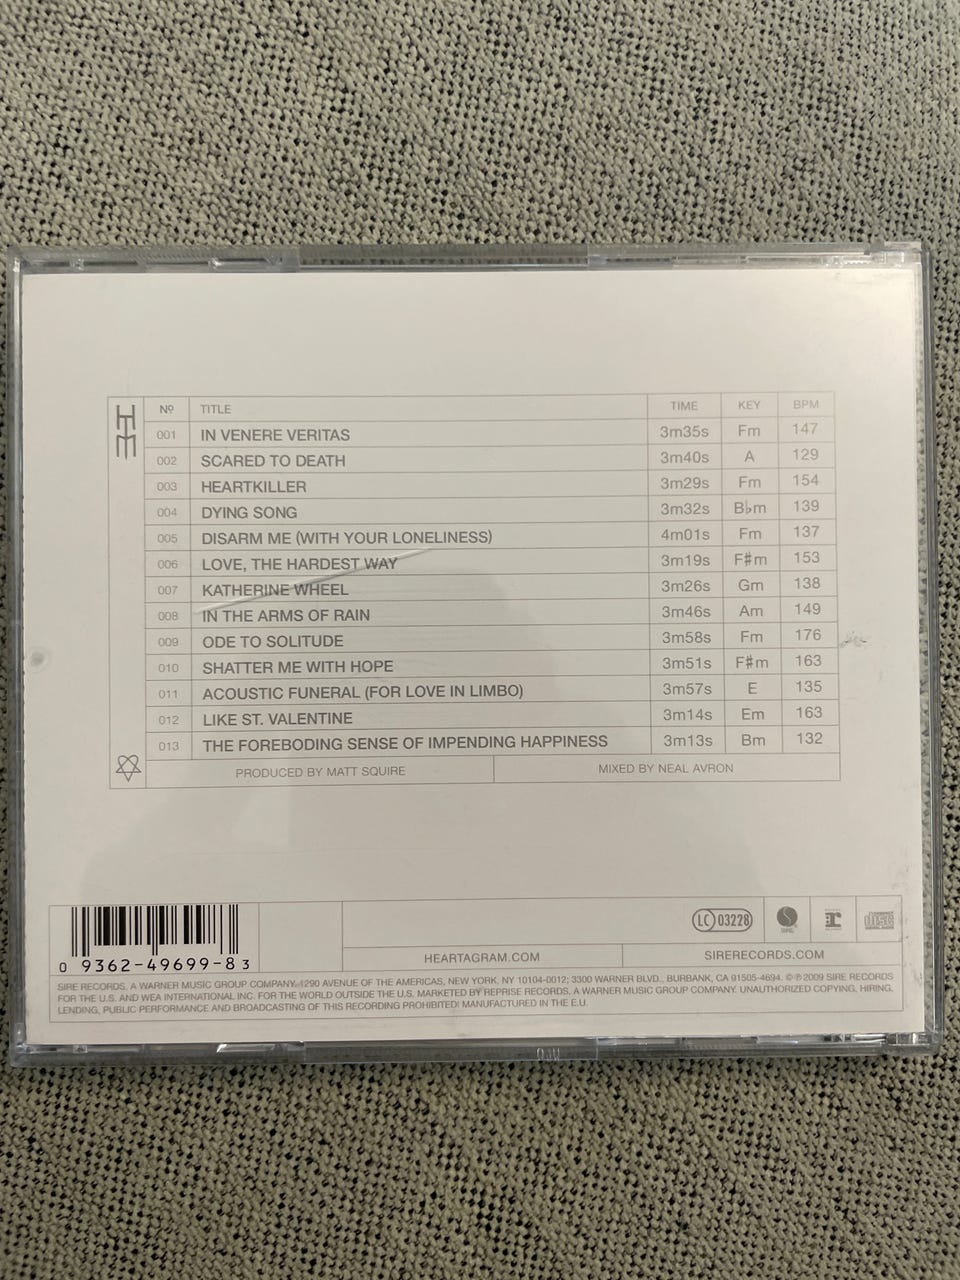 HIM
Nº TITLE TIME KEY BPM
001 IN VENERE VERITAS 3m35s Fm 147
002 SCARED TO DEATH 3m40s A 129
003 HEARTKILLER 3m29s Fm 154
004 DYING SONG 3m32s B♭m 139
005 DISARM ME (WITH YOUR LONELINESS) 4m01s Fm 137
006 LOVE, THE HARDEST WAY 3m19s F♯m 153
007 KATHERINE WHEEL 3m26s Gm 138
008 IN THE ARMS OF RAIN 3m46s Am 149
009 ODE TO SOLITUDE 3m58s Fm 176
010 SHATTER ME WITH HOPE 3m51s F♯m 163
011 ACOUSTIC FUNERAL (FOR LOVE IN LIMBO) 3m57s E 135
012 LIKE ST. VALENTINE 3m14s Em 163
013 THE FOREBODING SENSE OF IMPENDING HAPPINESS 3m13s Bm 132
PRODUCED BY MATT SQUIRE MIXED BY NEAL AVRON
LC 03228
0 9362-49699-8 3
HEARTAGRAM.COM SIRERECORDS.COM
SIRE RECORDS, A WARNER MUSIC GROUP COMPANY, 1290 AVENUE OF THE AMERICAS, NEW YORK, NY 10104-0012; 3300 WARNER BLVD., BURBANK, CA 91505-4694. © ℗ 2009 SIRE RECORDS
FOR THE U.S. AND WEA INTERNATIONAL INC. FOR THE WORLD OUTSIDE THE U.S. MARKETED BY REPRISE RECORDS. A WARNER MUSIC GROUP COMPANY. UNAUTHORIZED COPYING, HIRING,
LENDING, PUBLIC PERFORMANCE AND BROADCASTING OF THIS RECORDING PROHIBITED! MANUFACTURED IN THE E.U.